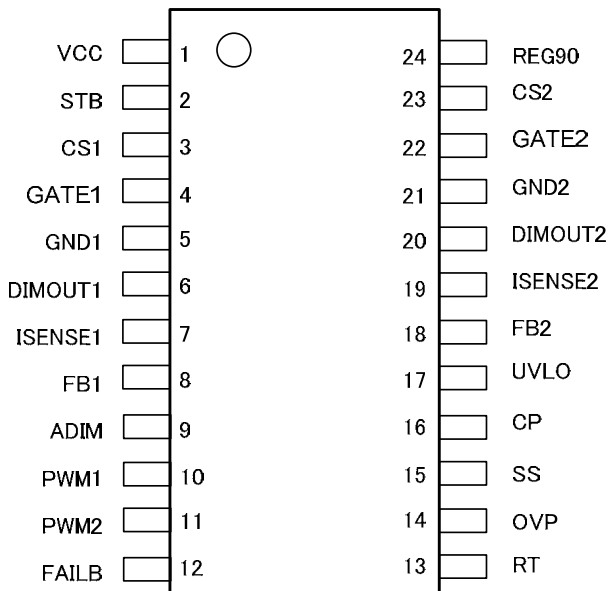 VCC 1 24 REG90
STB 2 23 CS2
CS1 3 22 GATE2
GATE1 4 21 GND2
GND1 5 20 DIMOUT2
DIMOUT1 6 19 ISENSE2
ISENSE1 7 18 FB2
FB1 8 17 UVLO
ADIM 9 16 CP
PWM1 10 15 SS
PWM2 11 14 OVP
FAILB 12 13 RT